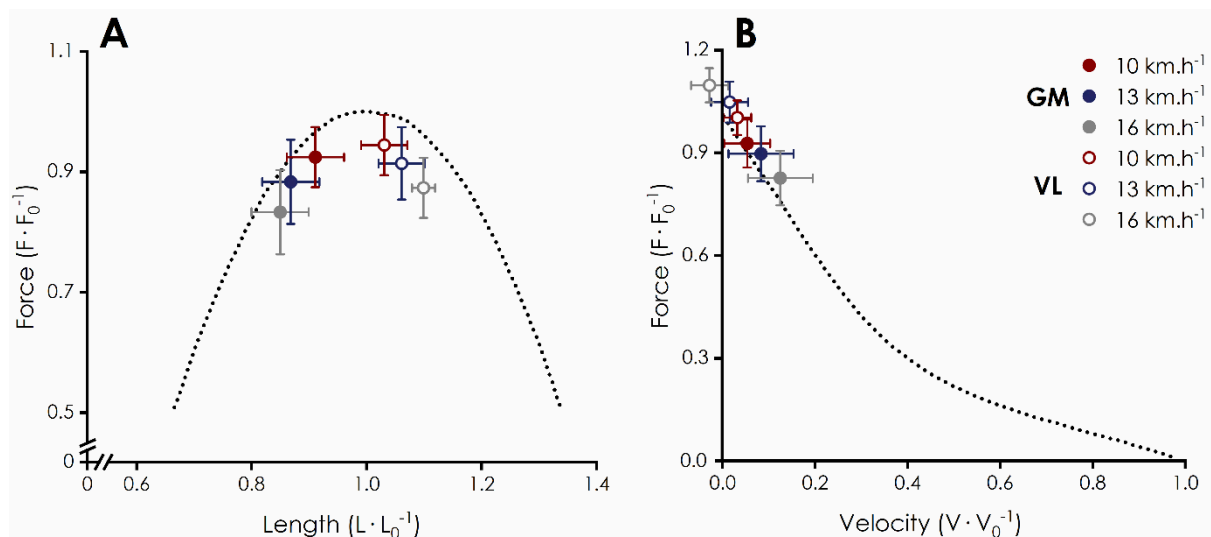 A
1.1
1.0
0.9
0.7
0.5
0
Force (F · F₀⁻¹)
0 0.6 0.8 1.0 1.2 1.4
Length (L · L₀⁻¹)
B
1.2
0.9
0.6
0.3
0.0
Force (F · F₀⁻¹)
0.0 0.2 0.4 0.6 0.8 1.0
Velocity (V · V₀⁻¹)
GM
10 km.h⁻¹
13 km.h⁻¹
16 km.h⁻¹
VL
10 km.h⁻¹
13 km.h⁻¹
16 km.h⁻¹